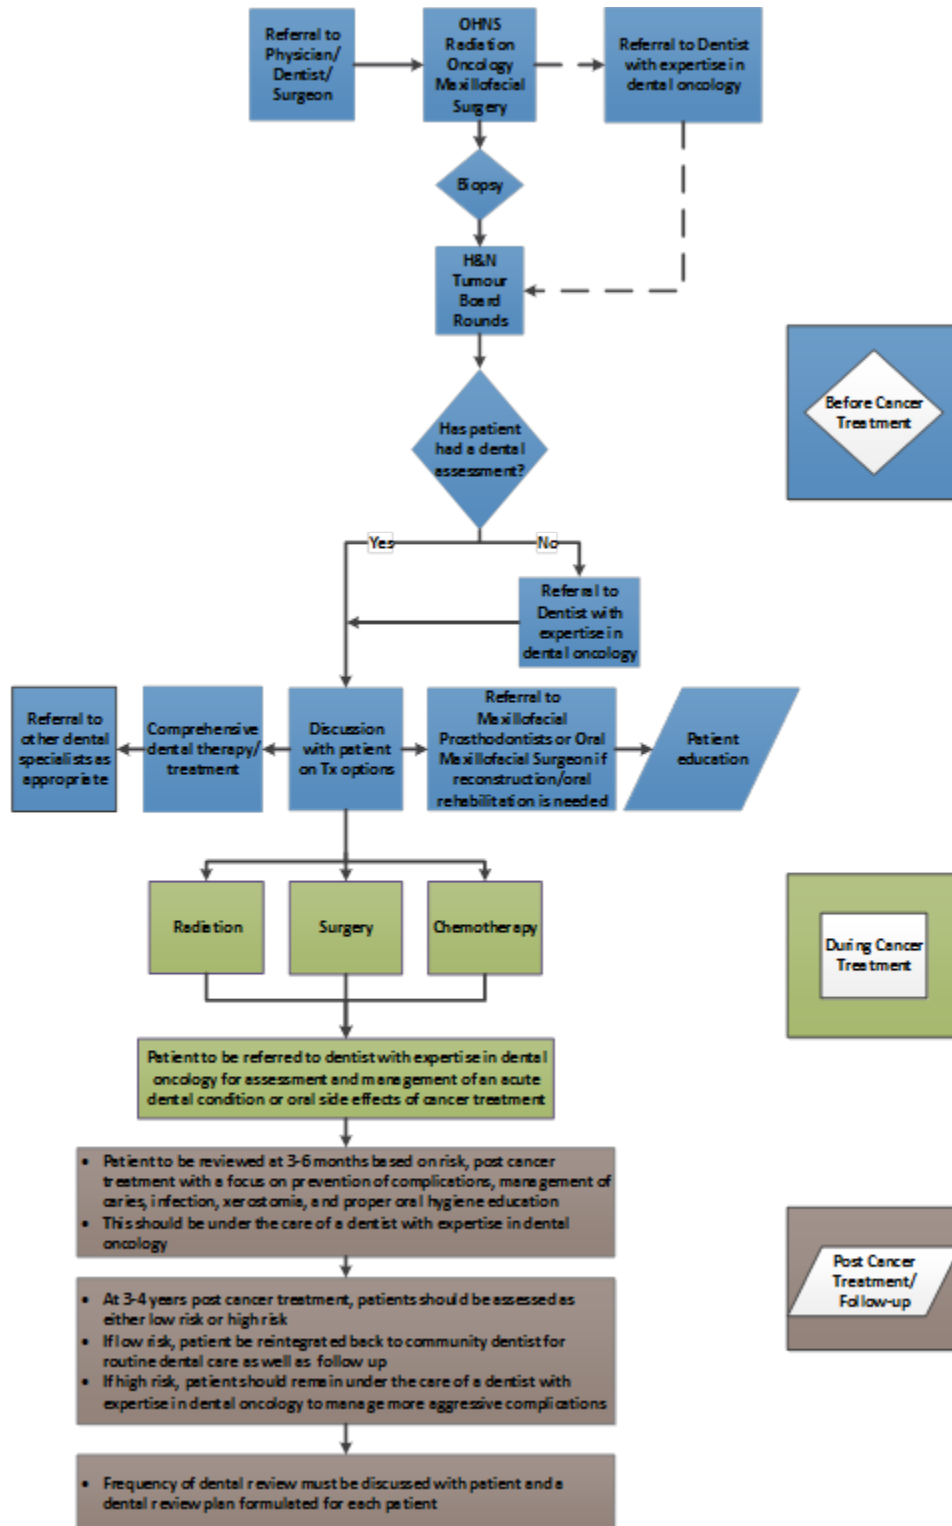 Referral to
Physician/
Dentist/
Surgeon
OHNS
Radiation
Oncology
Maxillofacial
Surgery
Referral to Dentist
with expertise in
dental oncology
Biopsy
H&N
Tumour
Board
Rounds
Before Cancer
Treatment
Has patient
had a dental
assessment?
Yes
No
Referral to
Dentist with
expertise in
dental oncology
Referral to
other dental
specialists as
appropriate
Comprehensive
dental therapy/
treatment
Discussion
with patient
on Tx options
Referral to
Maxillofacial
Prosthodontists or Oral
Maxillofacial Surgeon if
reconstruction/oral
rehabilitation is needed
Patient
education
Radiation
Surgery
Chemotherapy
During Cancer
Treatment
Patient to be referred to dentist with expertise in dental
oncology for assessment and management of an acute
dental condition or oral side effects of cancer treatment
• Patient to be reviewed at 3-6 months based on risk, post cancer
treatment with a focus on prevention of complications, management of
caries, infection, xerostomia, and proper oral hygiene education
• This should be under the care of a dentist with expertise in dental
oncology
Post Cancer
Treatment/
Follow-up
• At 3-4 years post cancer treatment, patients should be assessed as
either low risk or high risk
• If low risk, patient be reintegrated back to community dentist for
routine dental care as well as follow up
• If high risk, patient should remain under the care of a dentist with
expertise in dental oncology to manage more aggressive complications
• Frequency of dental review must be discussed with patient and a
dental review plan formulated for each patient